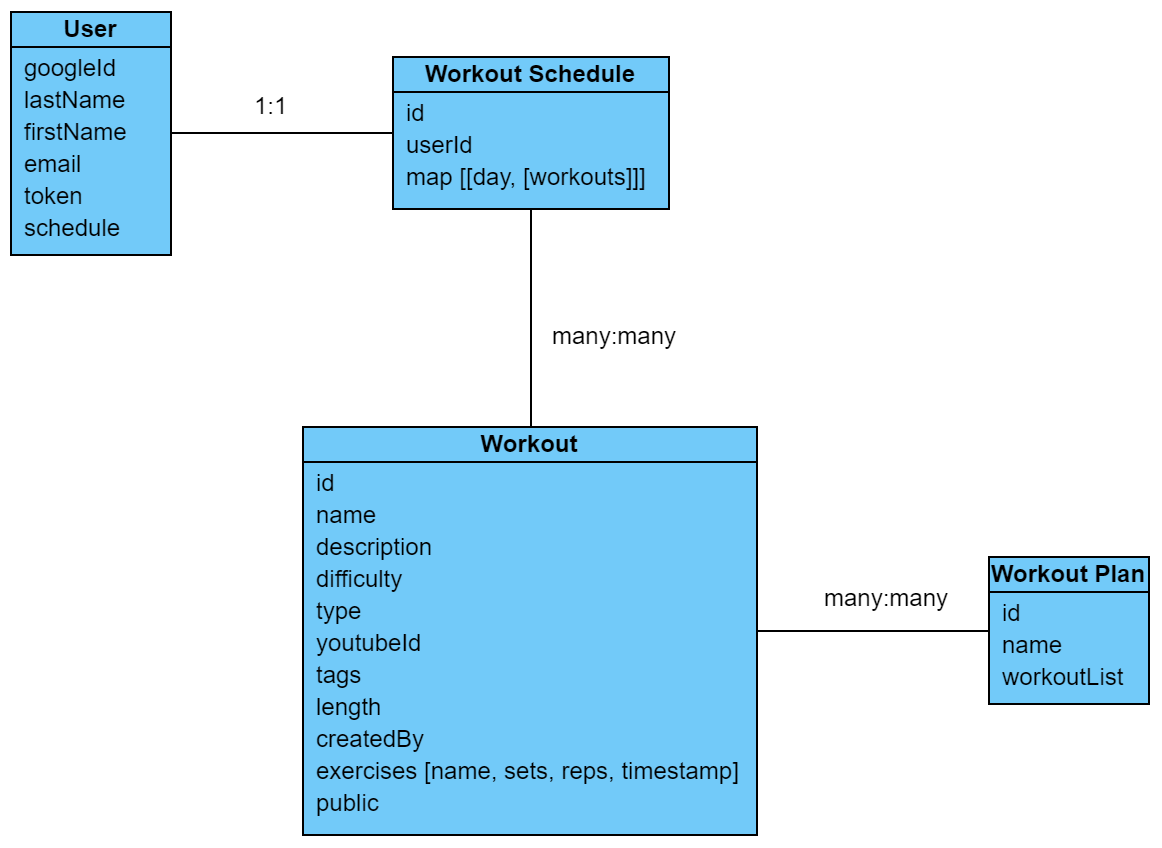 User
googleId
lastName
firstName
email
token
schedule
1:1
Workout Schedule
id
userId
map [[day, [workouts]]]
many:many
Workout
id
name
description
difficulty
type
youtubeId
tags
length
createdBy
exercises [name, sets, reps, timestamp]
public
many:many
Workout Plan
id
name
workoutList